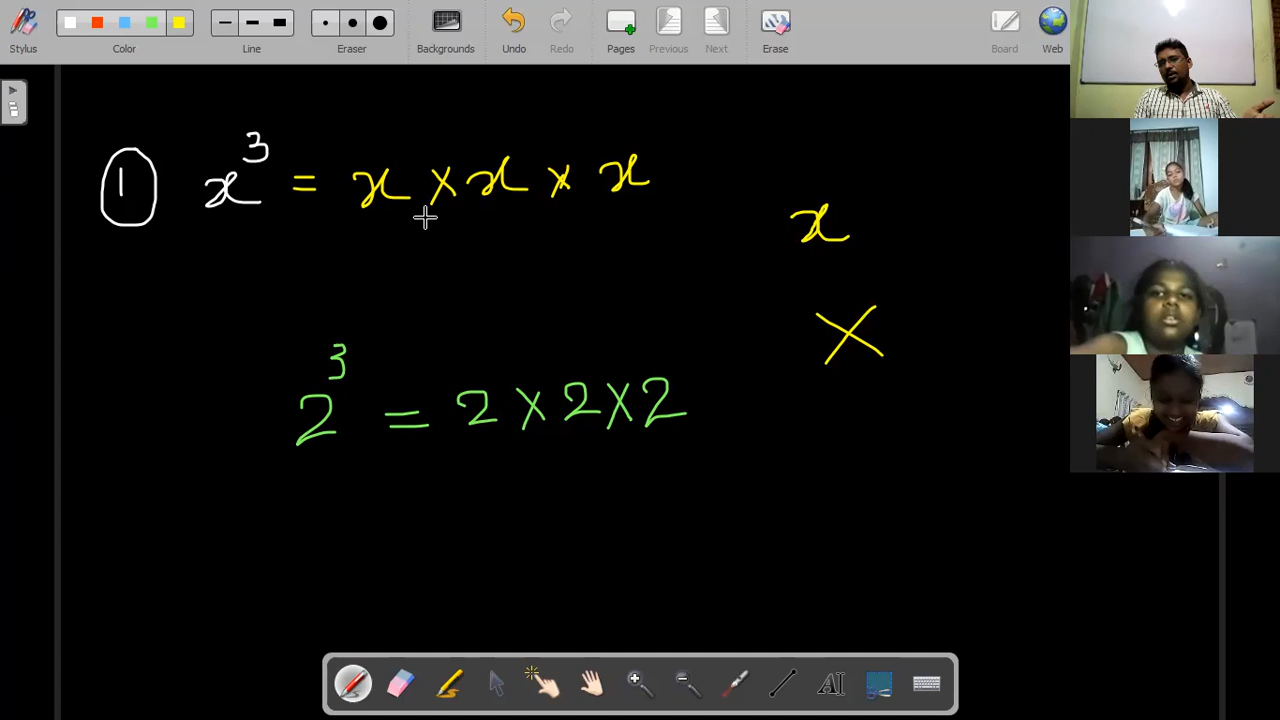 Stylus Color Line Eraser Backgrounds Undo Redo Pages Previous Next Erase Board Web
① x³ = x × x × x
x
×
2³ = 2 × 2 × 2
AI